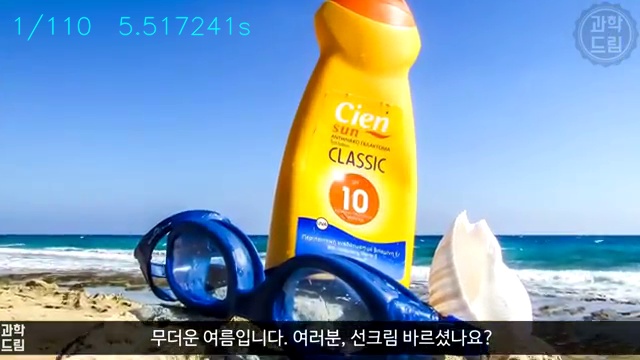 1/110 5.517241s
과학
드림
Cien
sun
CLASSIC
10
UVA
과학
드림
무더운 여름입니다. 여러분, 선크림 바르셨나요?